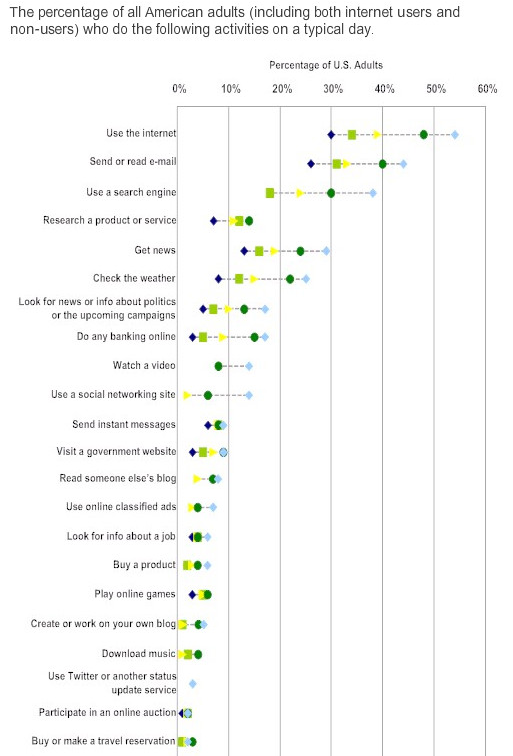 The percentage of all American adults (including both internet users and
non-users) who do the following activities on a typical day.
Percentage of U.S. Adults
0% 10% 20% 30% 40% 50% 60%
Use the internet
Send or read e-mail
Use a search engine
Research a product or service
Get news
Check the weather
Look for news or info about politics
or the upcoming campaigns
Do any banking online
Watch a video
Use a social networking site
Send instant messages
Visit a government website
Read someone else's blog
Use online classified ads
Look for info about a job
Buy a product
Play online games
Create or work on your own blog
Download music
Use Twitter or another status
update service
Participate in an online auction
Buy or make a travel reservation